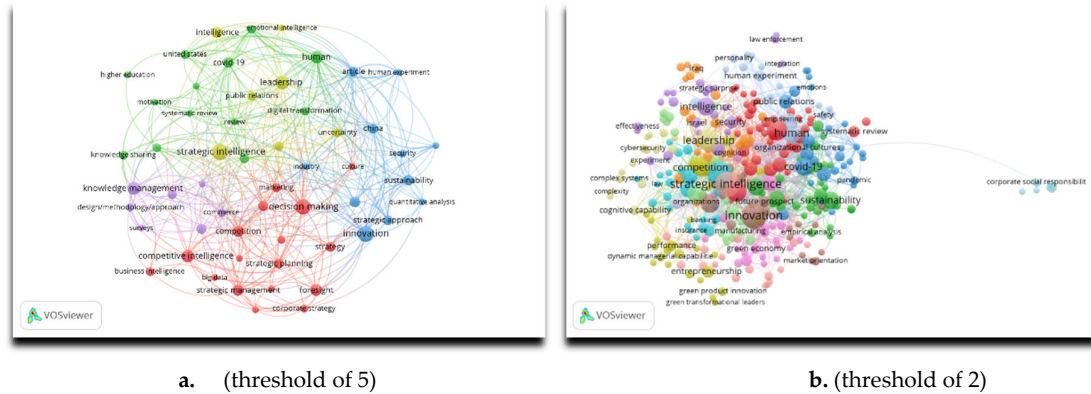 emotional intelligence
intelligence
human
united states
covid-19
article
human experiment
higher education
leadership
public relations
motivation
digital transformation
systematic review
uncertainty
china
review
strategic intelligence
knowledge sharing
security
industry
culture
sustainability
knowledge management
marketing
quantitative analysis
design/methodology/approach
decision making
commerce
strategic approach
surveys
competition
innovation
strategy
competitive intelligence
business intelligence
strategic planning
big data
strategic management
foresight
corporate strategy
VOSviewer
law enforcement
personality
integration
iraq
human experiment
strategic surprise
emotions
intelligence
public relations
israel
security
engineering
safety
effectiveness
human
systematic review
leadership
cybersecurity
organizational cultures
experiment
cognition
covid-19
competition
complex systems
law
pandemic
strategic intelligence
corporate social responsibilit
complexity
organizations
future prospect
sustainability
cognitive capability
innovation
banking
insurance
manufacturing
empirical analysis
performance
green economy
dynamic managerial capabilitie
market orientation
entrepreneurship
green product innovation
green transformational leaders
VOSviewer
a. (threshold of 5)
b. (threshold of 2)